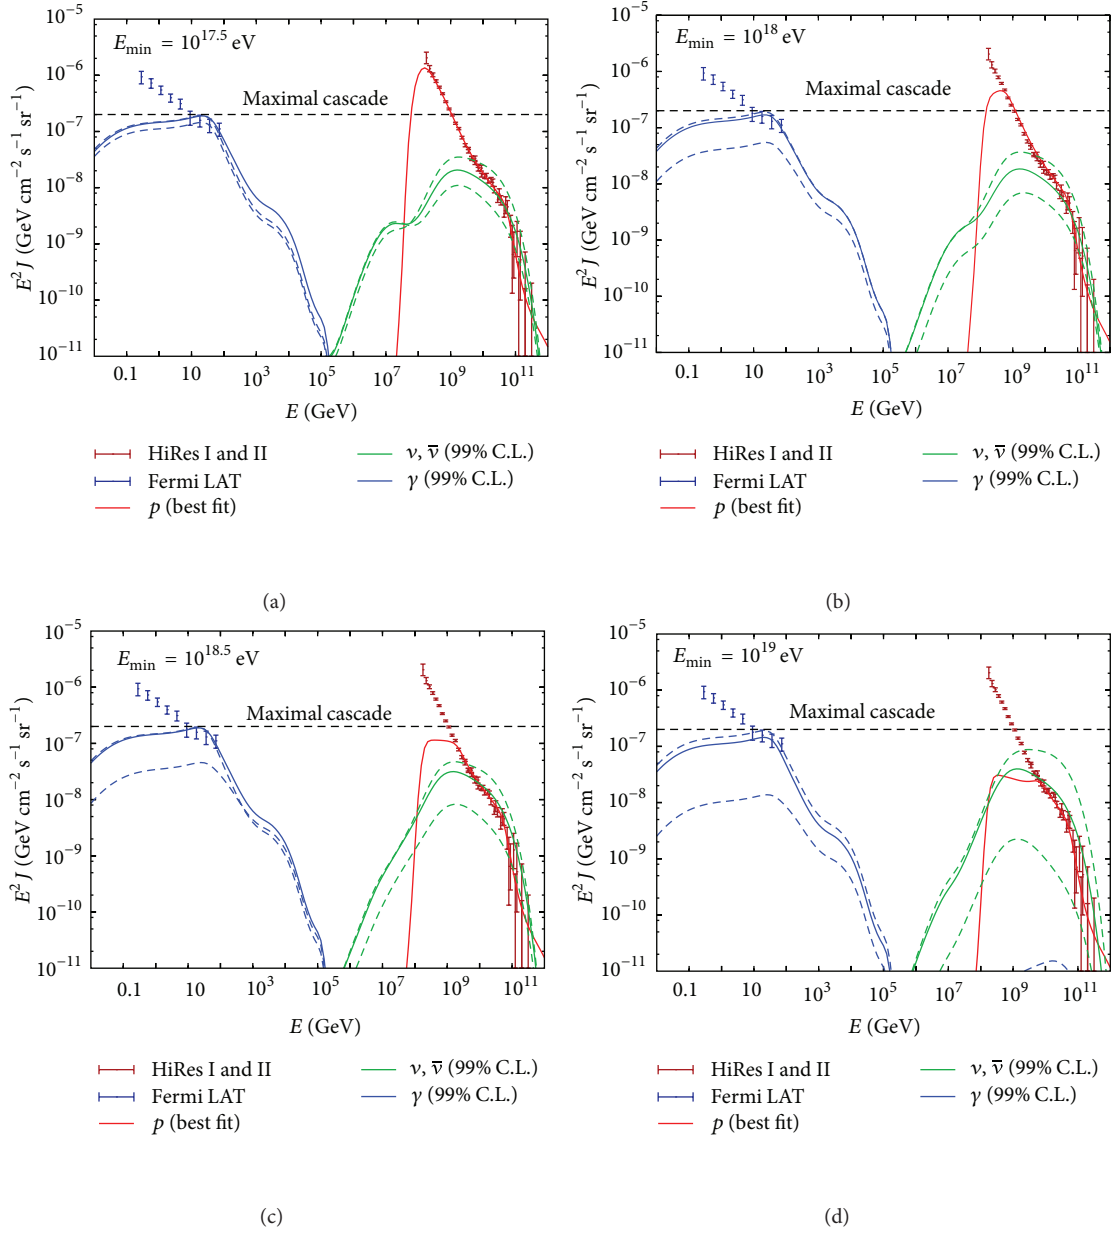 E_min = 10^17.5 eV
Maximal cascade
10^−5
10^−6
10^−7
10^−8
10^−9
10^−10
10^−11
E^2 J (GeV cm^−2 s^−1 sr^−1)
0.1 10 10^3 10^5 10^7 10^9 10^11
E (GeV)
HiRes I and II
Fermi LAT
p (best fit)
ν, ν̅ (99% C.L.)
γ (99% C.L.)
(a)
E_min = 10^18 eV
Maximal cascade
10^−5
10^−6
10^−7
10^−8
10^−9
10^−10
10^−11
E^2 J (GeV cm^−2 s^−1 sr^−1)
0.1 10 10^3 10^5 10^7 10^9 10^11
E (GeV)
HiRes I and II
Fermi LAT
p (best fit)
ν, ν̅ (99% C.L.)
γ (99% C.L.)
(b)
E_min = 10^18.5 eV
Maximal cascade
10^−5
10^−6
10^−7
10^−8
10^−9
10^−10
10^−11
E^2 J (GeV cm^−2 s^−1 sr^−1)
0.1 10 10^3 10^5 10^7 10^9 10^11
E (GeV)
HiRes I and II
Fermi LAT
p (best fit)
ν, ν̅ (99% C.L.)
γ (99% C.L.)
(c)
E_min = 10^19 eV
Maximal cascade
10^−5
10^−6
10^−7
10^−8
10^−9
10^−10
10^−11
E^2 J (GeV cm^−2 s^−1 sr^−1)
0.1 10 10^3 10^5 10^7 10^9 10^11
E (GeV)
HiRes I and II
Fermi LAT
p (best fit)
ν, ν̅ (99% C.L.)
γ (99% C.L.)
(d)